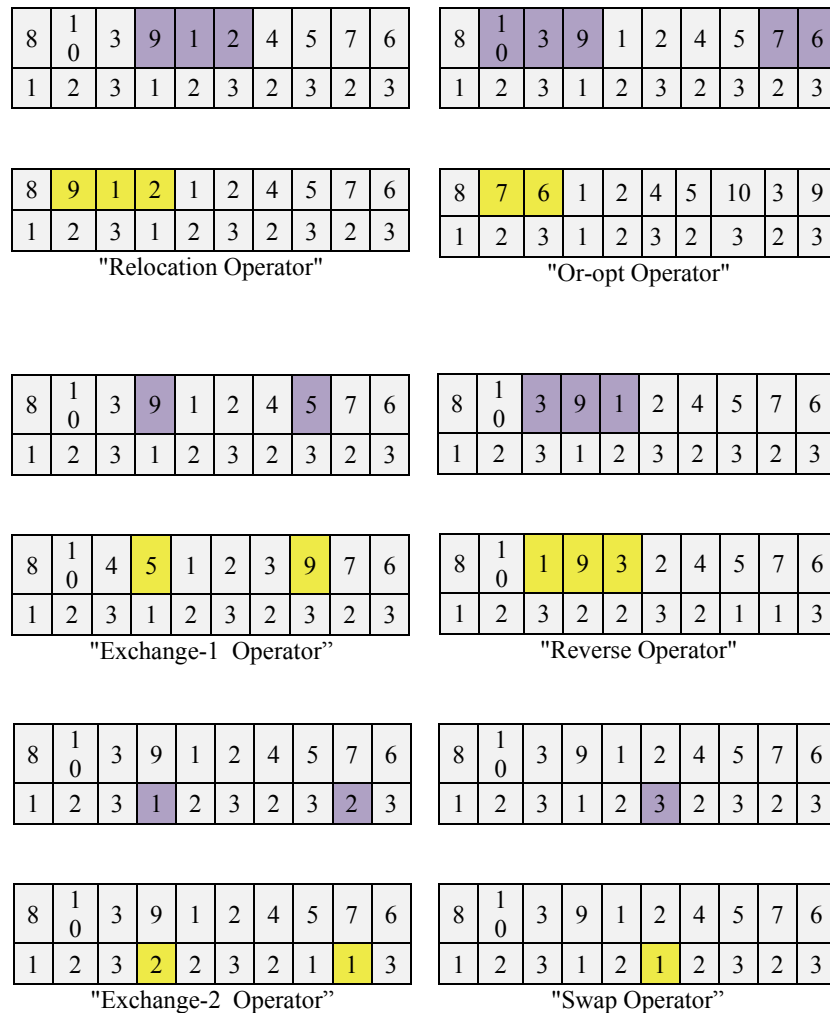 8 10 3 9 1 2 4 5 7 6
1 2 3 1 2 3 2 3 2 3
8 9 1 2 1 2 4 5 7 6
1 2 3 1 2 3 2 3 2 3
"Relocation Operator"
8 10 3 9 1 2 4 5 7 6
1 2 3 1 2 3 2 3 2 3
8 7 6 1 2 4 5 10 3 9
1 2 3 1 2 3 2 3 2 3
"Or-opt Operator"
8 10 3 9 1 2 4 5 7 6
1 2 3 1 2 3 2 3 2 3
8 10 4 5 1 2 3 9 7 6
1 2 3 1 2 3 2 3 2 3
"Exchange-1 Operator”
8 10 3 9 1 2 4 5 7 6
1 2 3 1 2 3 2 3 2 3
8 10 1 9 3 2 4 5 7 6
1 2 3 2 2 3 2 1 1 3
"Reverse Operator"
8 10 3 9 1 2 4 5 7 6
1 2 3 1 2 3 2 3 2 3
8 10 3 9 1 2 4 5 7 6
1 2 3 2 2 3 2 1 1 3
"Exchange-2 Operator”
8 10 3 9 1 2 4 5 7 6
1 2 3 1 2 3 2 3 2 3
8 10 3 9 1 2 4 5 7 6
1 2 3 1 2 1 2 3 2 3
"Swap Operator”